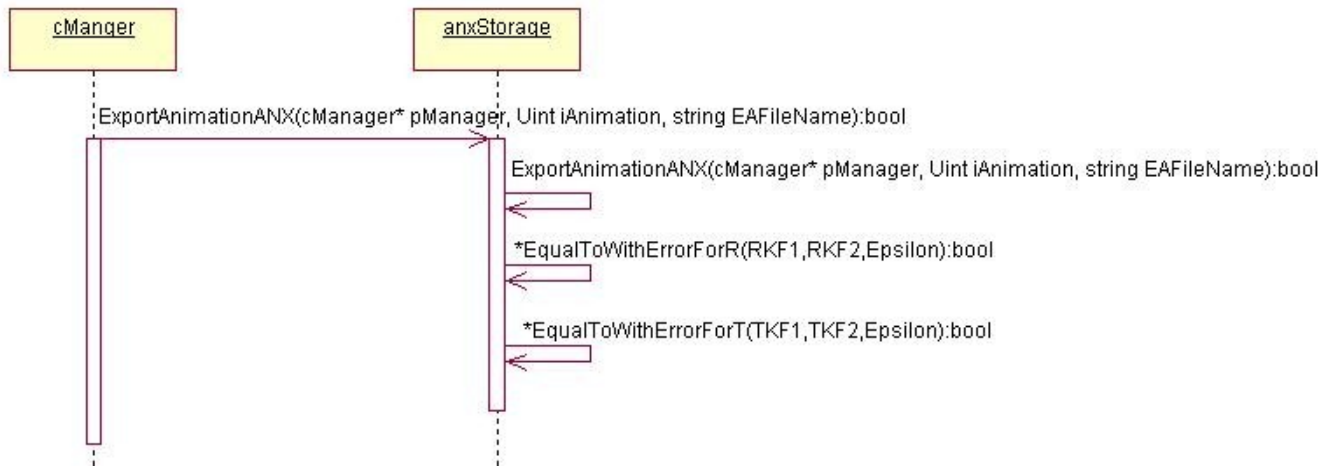 cManger
anxStorage
ExportAnimationANX(cManager* pManager, Uint iAnimation, string EAFileName):bool
ExportAnimationANX(cManager* pManager, Uint iAnimation, string EAFileName):bool
*EqualToWithErrorForR(RKF1,RKF2,Epsilon):bool
*EqualToWithErrorForT(TKF1,TKF2,Epsilon):bool